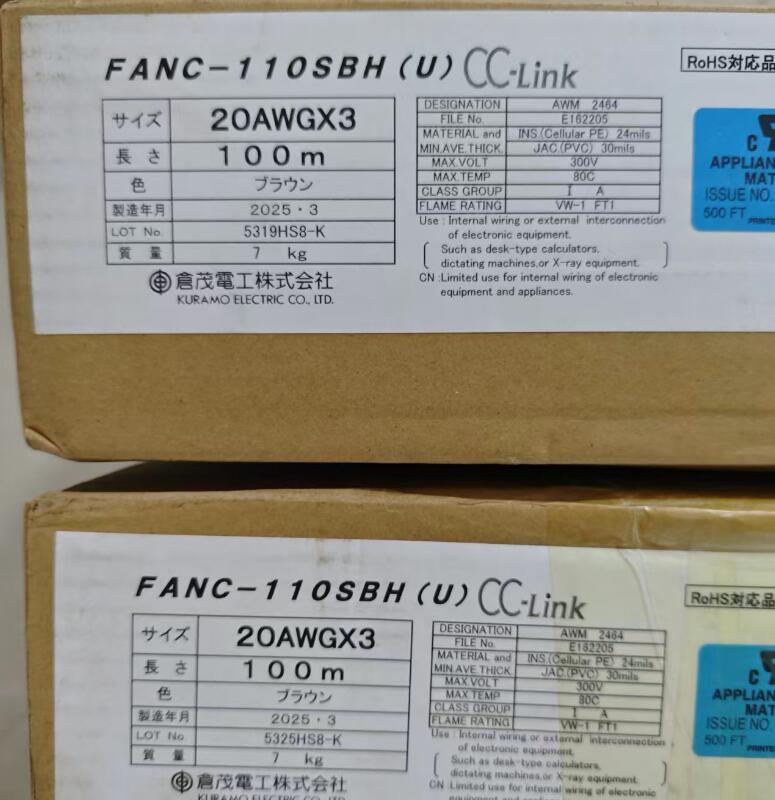 FANC-110SBH(U) CC-Link
RoHS対応品
サイズ 20AWGX3
長さ 100m
色 ブラウン
製造年月 2025・3
LOT No. 5319HS8-K
質量 7 kg
倉茂電工株式会社
KURAMO ELECTRIC CO., LTD.
DESIGNATION AWM 2464
FILE No. E162205
MATERIAL and INS.(Cellular PE) 24mils
MIN.AVE.THICK. JAC.(PVC) 30mils
MAX.VOLT 300V
MAX.TEMP 80C
CLASS GROUP I A
FLAME RATING VW-1 FT1
Use : Internal wiring or external interconnection
of electronic equipment.
Such as desk-type calculators,
dictating machines,or X-ray equipment.
CN :Limited use for internal wiring of electronic
equipment and appliances.
C
APPLIAN
MAT
ISSUE NO.
500 FT PRINTE
FANC-110SBH(U) CC-Link
RoHS対応品
サイズ 20AWGX3
長さ 100m
色 ブラウン
製造年月 2025・3
LOT No. 5325HS8-K
質量 7 kg
倉茂電工株式会社
KURAMO ELECTRIC CO., LTD.
DESIGNATION AWM 2464
FILE No. E162205
MATERIAL and INS.(Cellular PE) 24mils
MIN.AVE.THICK. JAC.(PVC) 30mils
MAX.VOLT 300V
MAX.TEMP 80C
CLASS GROUP I A
FLAME RATING VW-1 FT1
Use : Internal wiring or external interconnection
of electronic equipment.
Such as desk-type calculators,
dictating machines,or X-ray equipment.
CN :Limited use for internal wiring of electronic
C
APPLIAN
MAT
ISSUE NO.
500 FT PRINTE